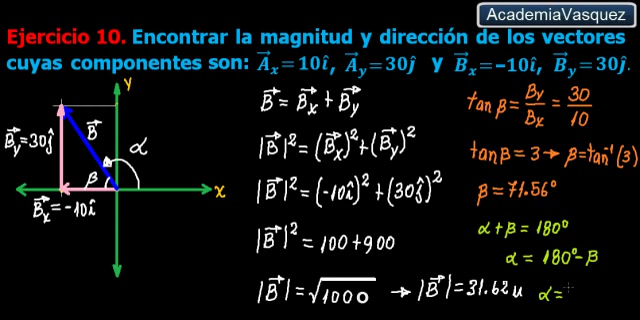 AcademiaVasquez
Ejercicio 10. Encontrar la magnitud y dirección de los vectores
cuyas componentes son: A⃗ₓ=10î, A⃗ᵧ=30ĵ y B⃗ₓ=−10î, B⃗ᵧ=30ĵ.
y
B⃗y=30ĵ
B⃗
α
β
x
B⃗x=-10î
B⃗ = B⃗x + B⃗y
|B⃗|² = (B⃗x)² + (B⃗y)²
|B⃗|² = (-10î)² + (30ĵ)²
|B⃗|² = 100+900
|B⃗| = √1000 → |B⃗| = 31.62 u
tan β = By/Bx = 30/10
tan β = 3 → β = tan⁻¹(3)
β = 71.56°
α + β = 180°
α = 180° - β
α =